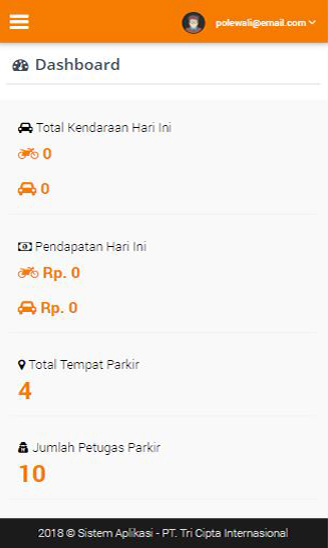 polewali@email.com
Dashboard
Total Kendaraan Hari Ini
0
0
Pendapatan Hari Ini
Rp. 0
Rp. 0
Total Tempat Parkir
4
Jumlah Petugas Parkir
10
2018 © Sistem Aplikasi - PT. Tri Cipta Internasional